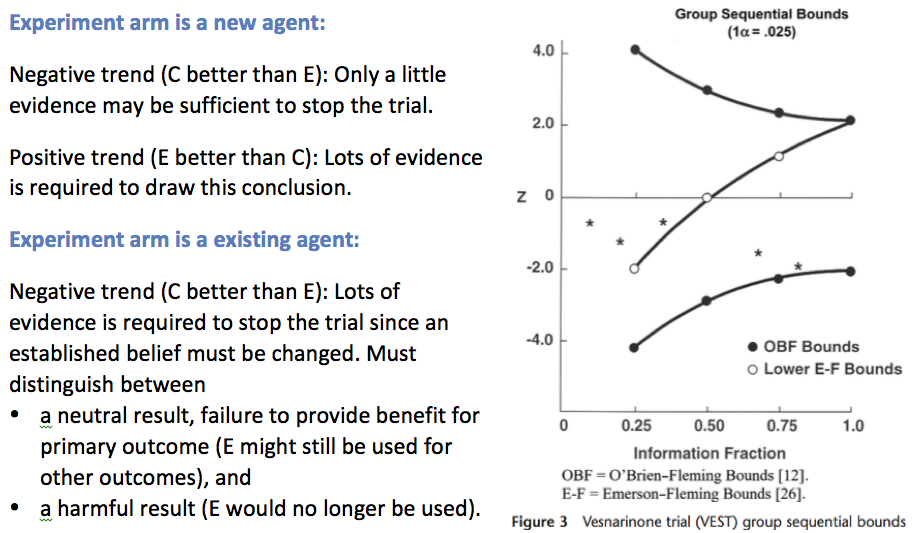 Experiment arm is a new agent:
Negative trend (C better than E): Only a little
evidence may be sufficient to stop the trial.
Positive trend (E better than C): Lots of evidence
is required to draw this conclusion.
Experiment arm is a existing agent:
Negative trend (C better than E): Lots of
evidence is required to stop the trial since an
established belief must be changed. Must
distinguish between
• a neutral result, failure to provide benefit for
primary outcome (E might still be used for
other outcomes), and
• a harmful result (E would no longer be used).
Group Sequential Bounds
(1α= .025)
4.0
2.0
Z 0
-2.0
-4.0
* * * * *
OBF Bounds
Lower E-F Bounds
0 0.25 0.50 0.75 1.0
Information Fraction
OBF = O'Brien–Fleming Bounds [12].
E-F = Emerson–Fleming Bounds [26].
Figure 3 Vesnarinone trial (VEST) group sequential bounds